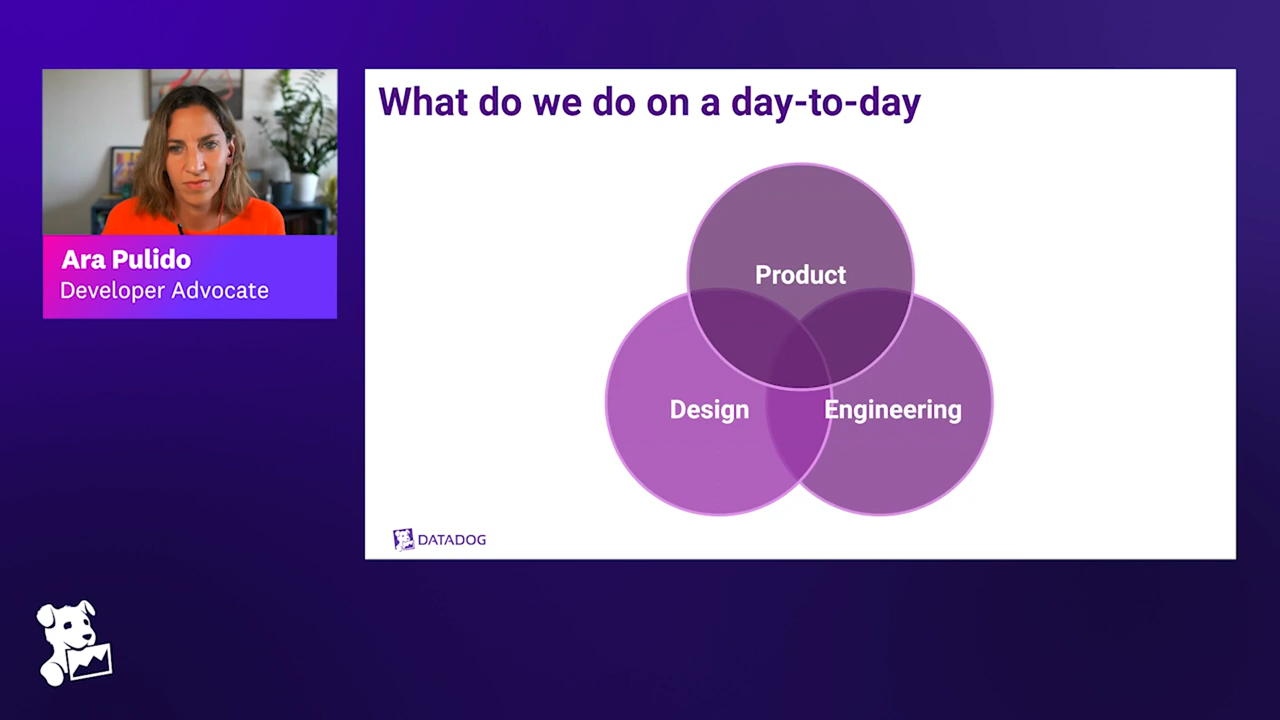 What do we do on a day-to-day
Ara Pulido
Developer Advocate
Product
Design
Engineering
DATADOG